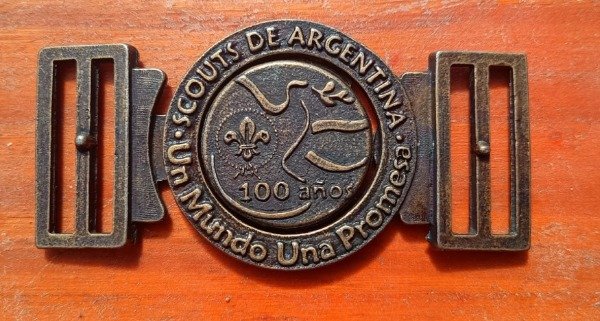 SCOUTS DE ARGENTINA
100 años
Un Mundo Una Promesa